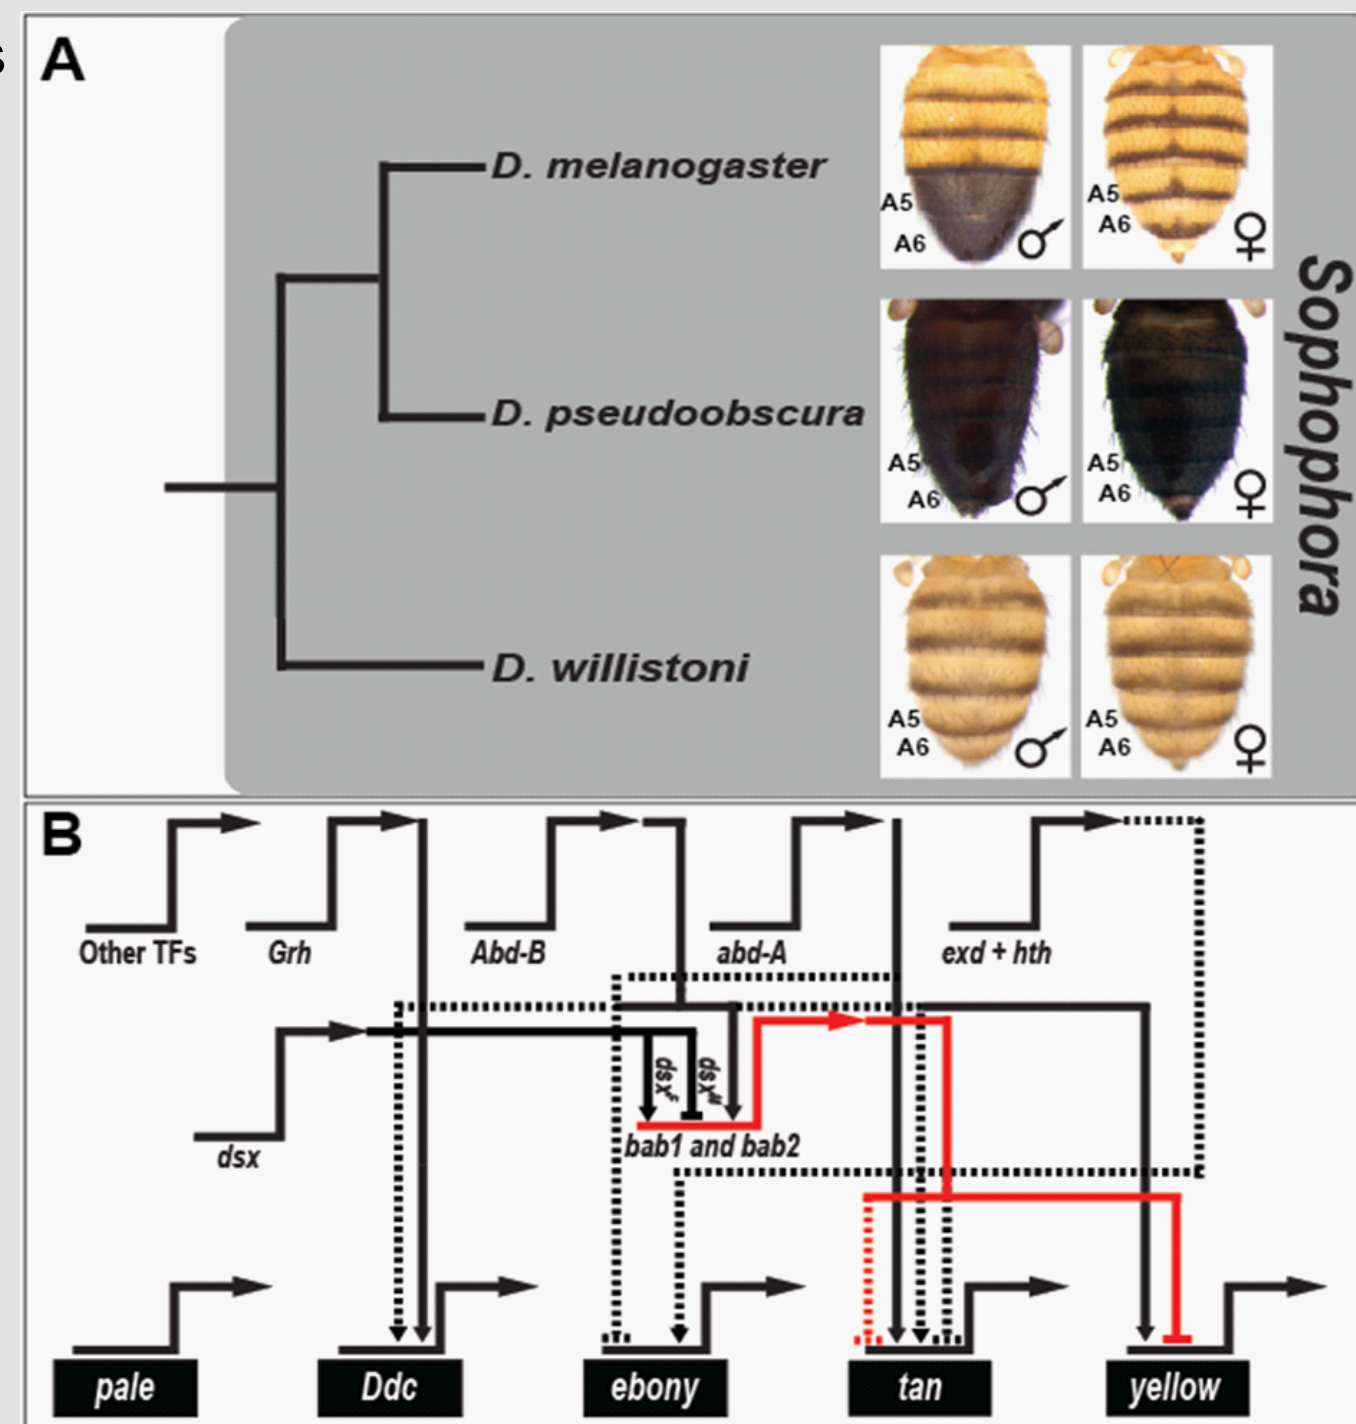 s
A
D. melanogaster
A5
A6
♂
A5
A6
♀
D. pseudoobscura
A5
A6
♂
A5
A6
♀
D. willistoni
A5
A6
♂
A5
A6
♀
Sophophora
B
Other TFs
Grh
Abd-B
abd-A
exd + hth
dsx
dsxF
dsxM
bab1 and bab2
pale
Ddc
ebony
tan
yellow